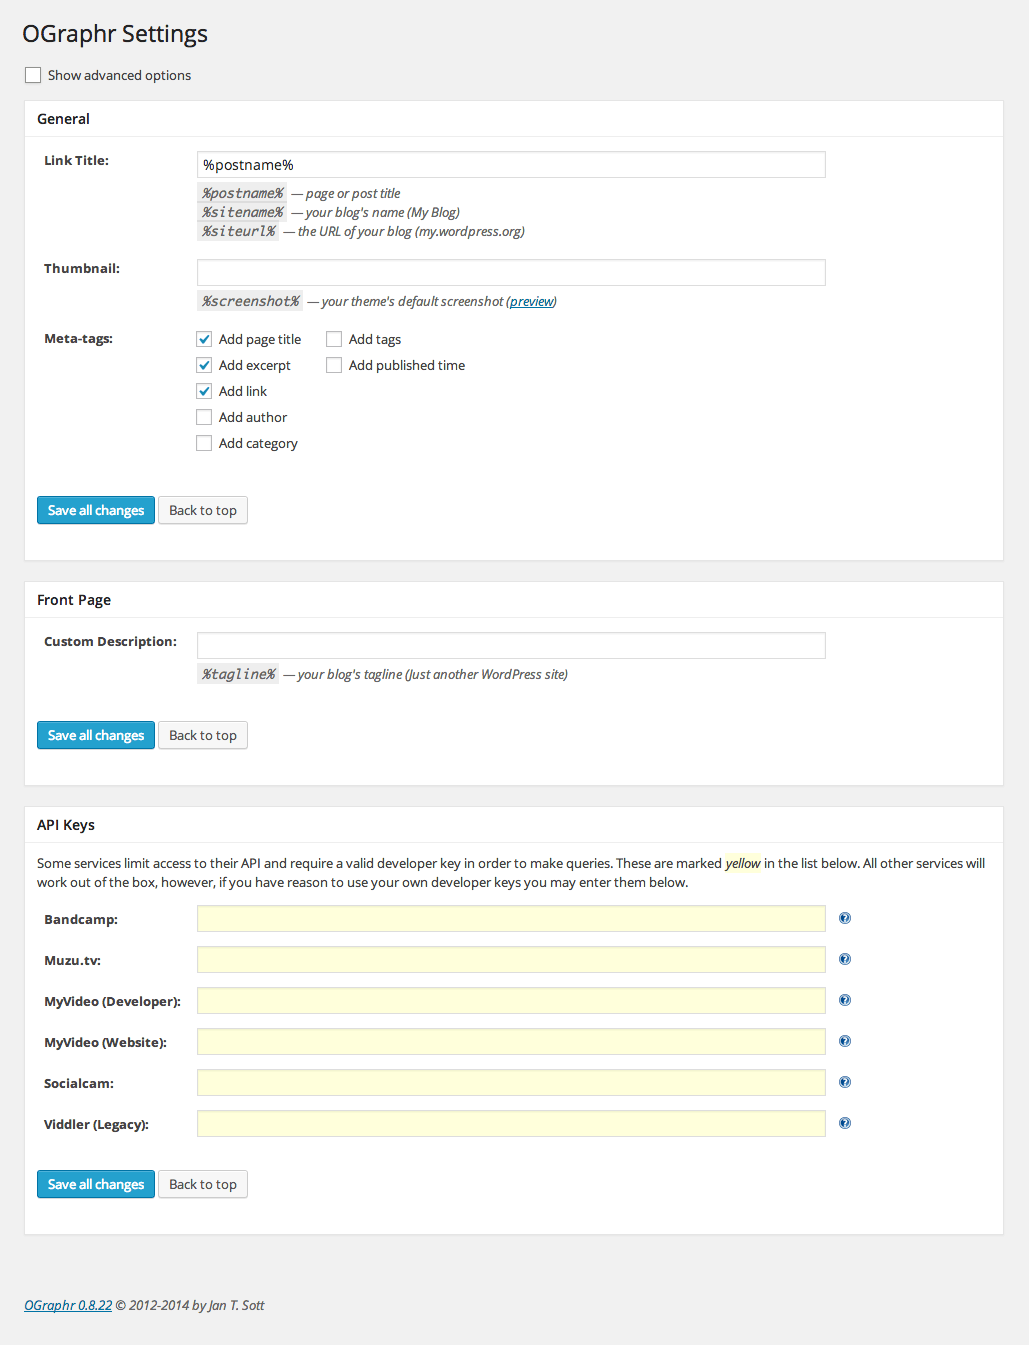 OGraphr Settings
Show advanced options
General
Link Title:
%postname%
%postname% — page or post title
%sitename% — your blog's name (My Blog)
%siteurl% — the URL of your blog (my.wordpress.org)
Thumbnail:
%screenshot% — your theme's default screenshot (preview)
Meta-tags:
Add page title Add tags
Add excerpt Add published time
Add link
Add author
Add category
Save all changes Back to top
Front Page
Custom Description:
%tagline% — your blog's tagline (Just another WordPress site)
Save all changes Back to top
API Keys
Some services limit access to their API and require a valid developer key in order to make queries. These are marked yellow in the list below. All other services will
work out of the box, however, if you have reason to use your own developer keys you may enter them below.
Bandcamp: ?
Muzu.tv: ?
MyVideo (Developer): ?
MyVideo (Website): ?
Socialcam: ?
Viddler (Legacy): ?
Save all changes Back to top
OGraphr 0.8.22 © 2012-2014 by Jan T. Sott